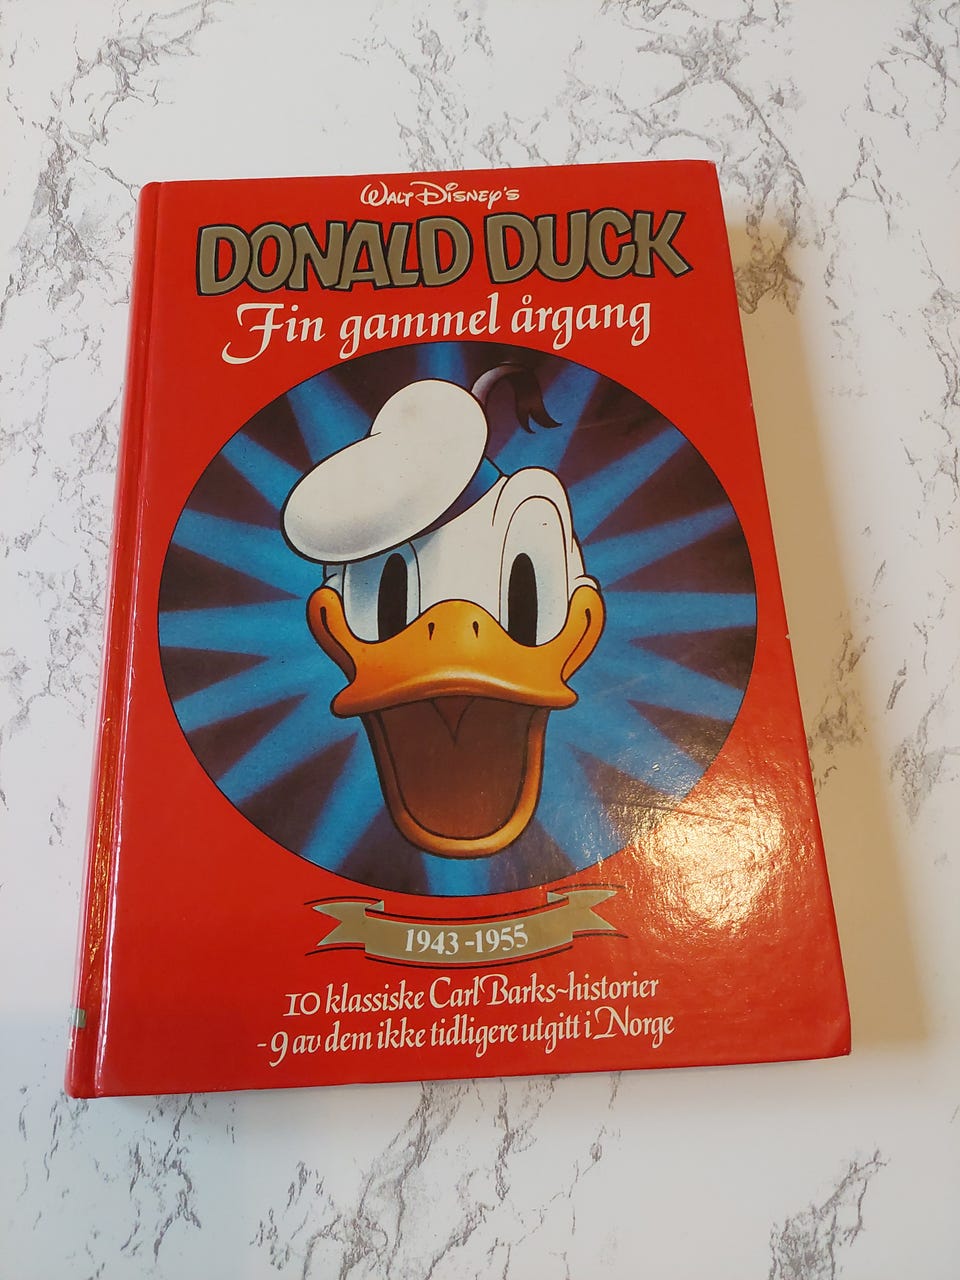 Walt Disney's
DONALD DUCK
Fin gammel årgang
1943-1955
10 klassiske Carl Barks-historier
- 9 av dem ikke tidligere utgitt i Norge